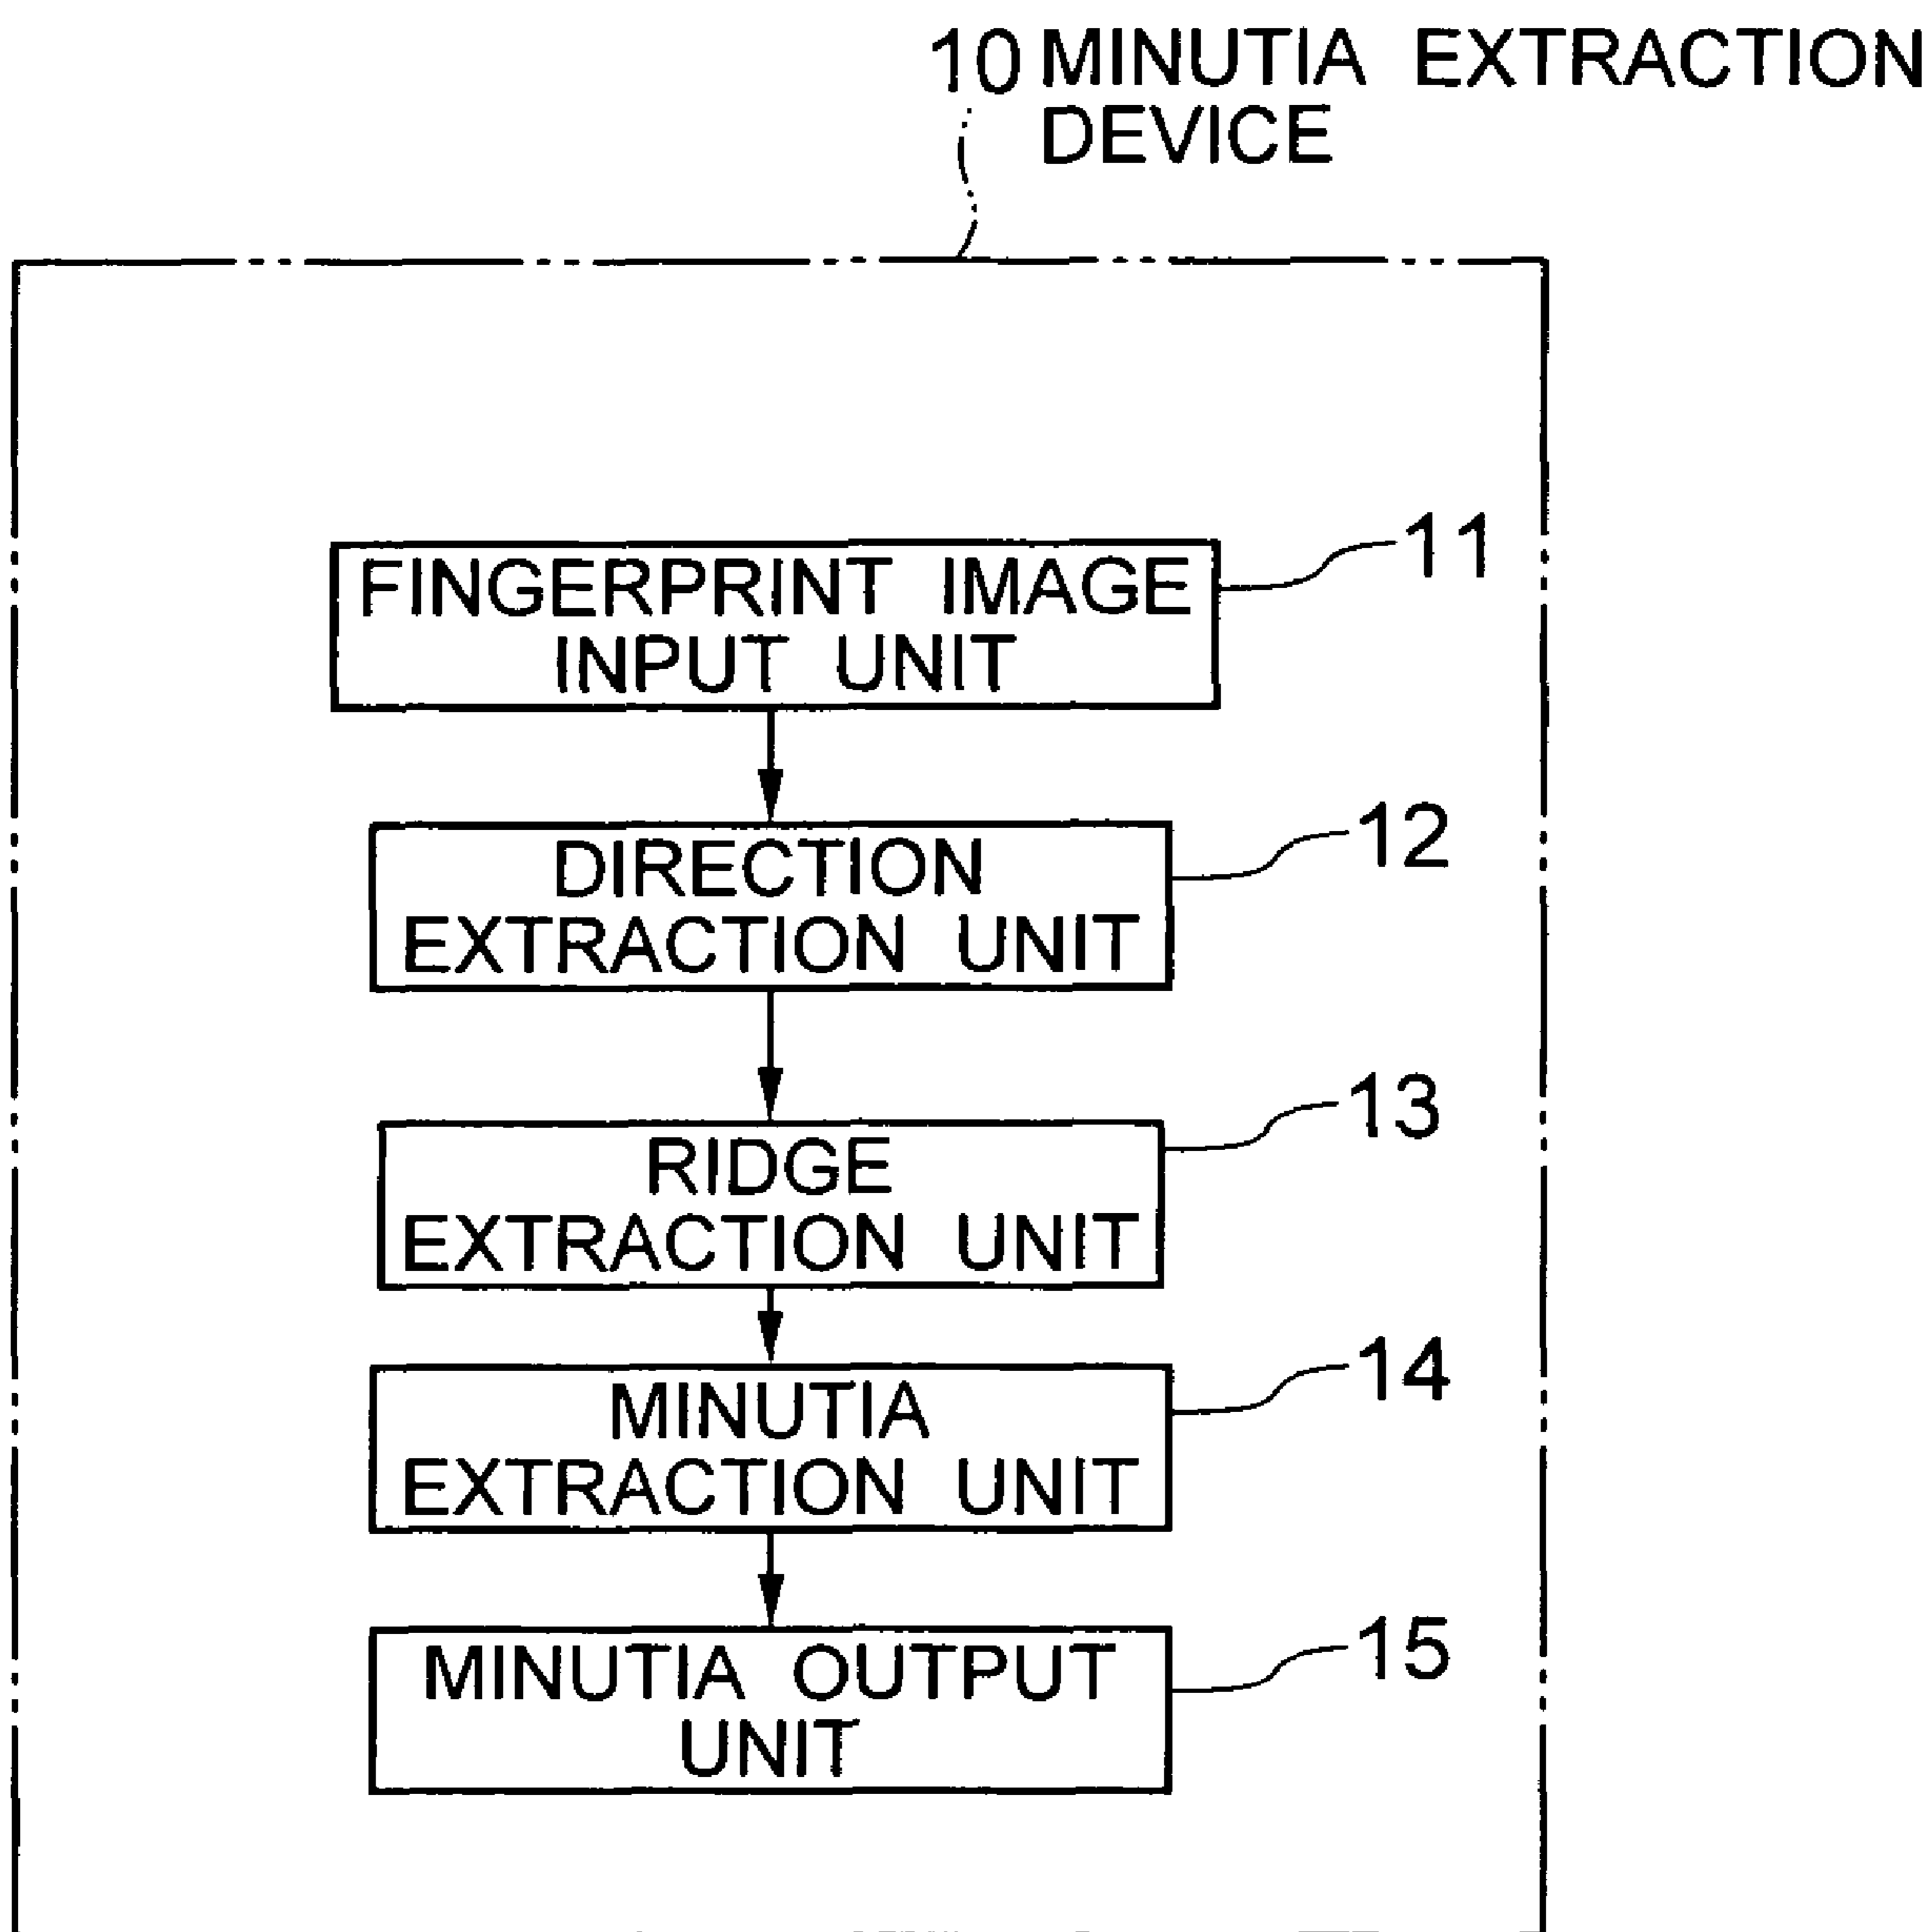 10 MINUTIA EXTRACTION
DEVICE
11
FINGERPRINT IMAGE
INPUT UNIT
12
DIRECTION
EXTRACTION UNIT
13
RIDGE
EXTRACTION UNIT
14
MINUTIA
EXTRACTION UNIT
15
MINUTIA OUTPUT
UNIT